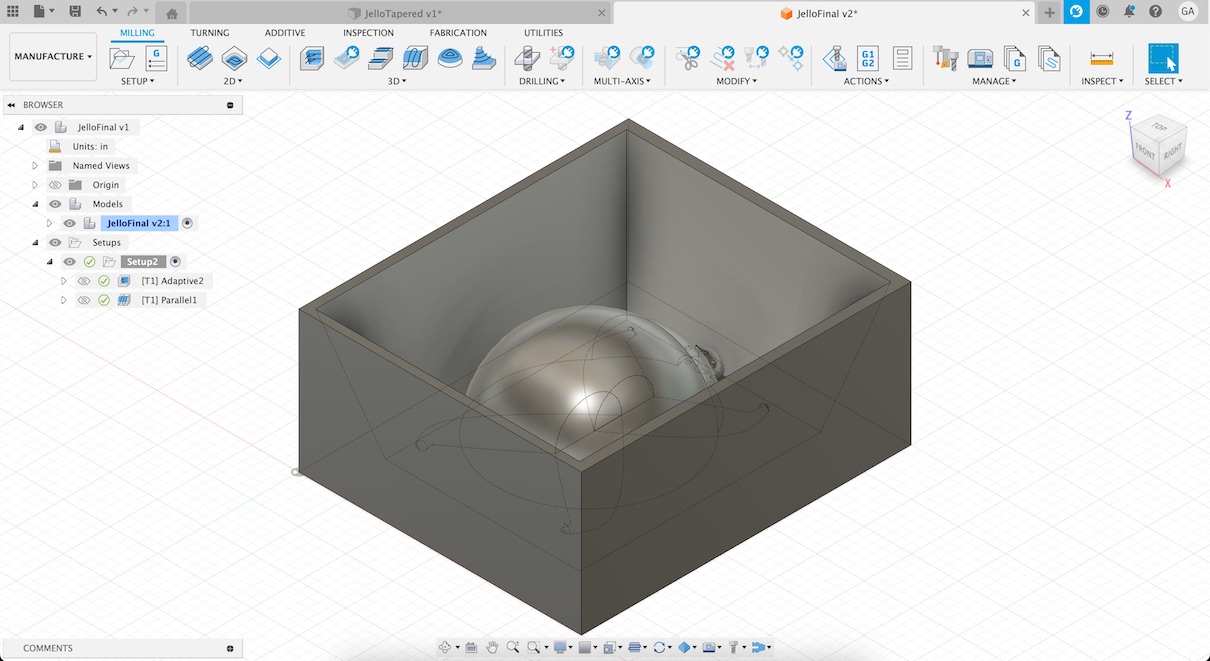 JelloTapered v1*
JelloFinal v2*
GA
MILLING TURNING ADDITIVE INSPECTION FABRICATION UTILITIES
MANUFACTURE
G
G1
G2
G
SETUP 2D 3D DRILLING MULTI-AXIS MODIFY ACTIONS MANAGE INSPECT SELECT
BROWSER
JelloFinal v1
Units: in
Named Views
Origin
Models
JelloFinal v2:1
Setups
Setup2
[T1] Adaptive2
[T1] Parallel1
Z
TOP
FRONT RIGHT
X
COMMENTS